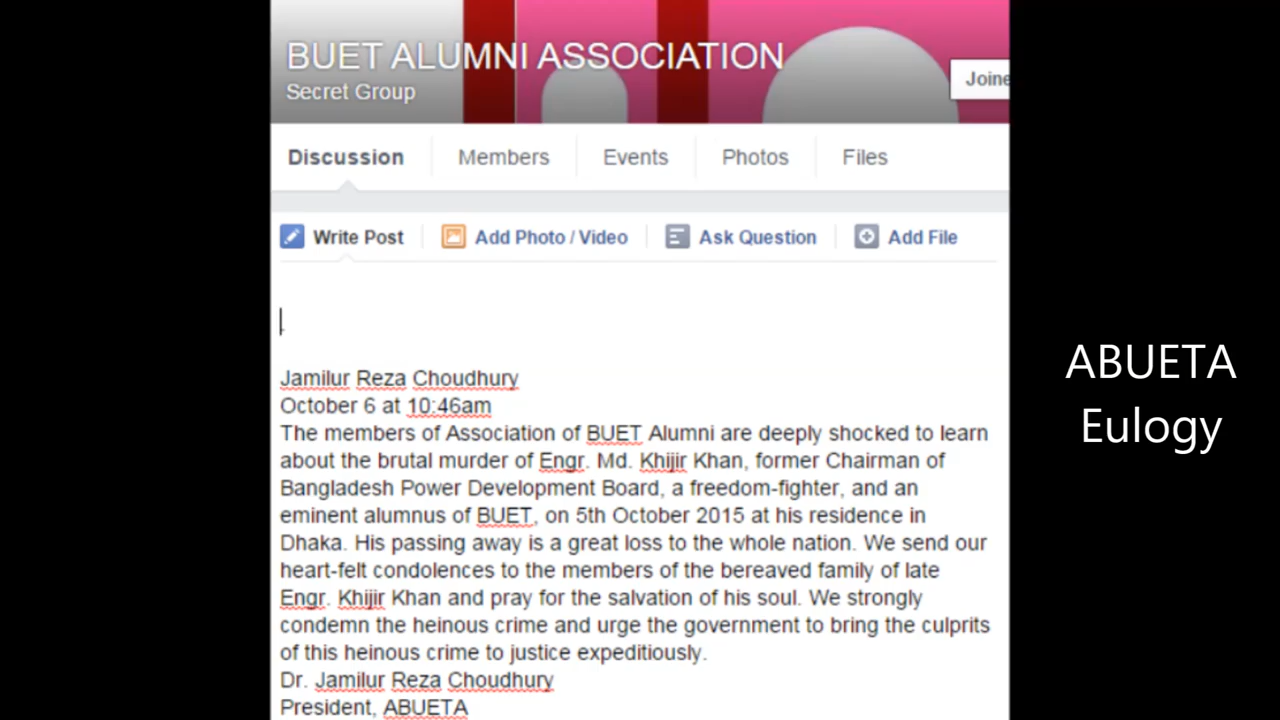 BUET ALUMNI ASSOCIATION
Secret Group
Joine
Discussion
Members
Events
Photos
Files
Write Post
Add Photo / Video
Ask Question
Add File
Jamilur Reza Choudhury
October 6 at 10:46am
The members of Association of BUET Alumni are deeply shocked to learn
about the brutal murder of Engr. Md. Khijir Khan, former Chairman of
Bangladesh Power Development Board, a freedom-fighter, and an
eminent alumnus of BUET, on 5th October 2015 at his residence in
Dhaka. His passing away is a great loss to the whole nation. We send our
heart-felt condolences to the members of the bereaved family of late
Engr. Khijir Khan and pray for the salvation of his soul. We strongly
condemn the heinous crime and urge the government to bring the culprits
of this heinous crime to justice expeditiously.
Dr. Jamilur Reza Choudhury
President, ABUETA
ABUETA
Eulogy